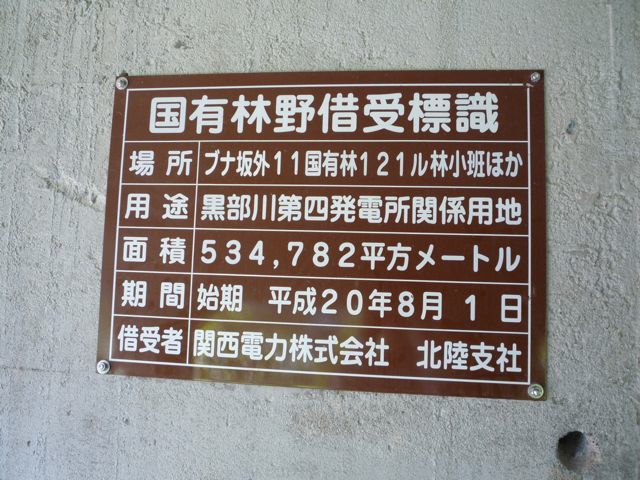 国有林野借受標識
場所 ブナ坂外11国有林121ル林小班ほか
用途 黒部川第四発電所関係用地
面積 534,782平方メートル
期間 始期 平成20年8月1日
借受者 関西電力株式会社 北陸支社